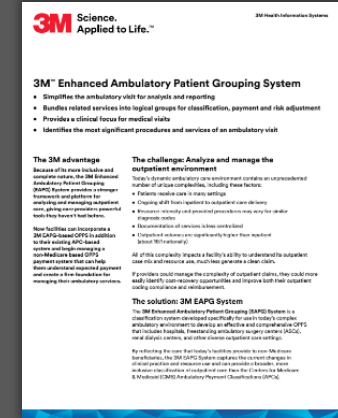 3M Science.
Applied to Life.™
3M Health Information Systems
3M™ Enhanced Ambulatory Patient Grouping System
• Simplifies the ambulatory visit for analysis and reporting
• Bundles related services into logical groups for classification, payment and risk adjustment
• Provides a clinical focus for medical visits
• Identifies the most significant procedures and services of an ambulatory visit
The 3M advantage
Because of its more inclusive and
complete nature, the 3M Enhanced
Ambulatory Patient Grouping
(EAPG) System provides a stronger
framework and platform for
analyzing and managing outpatient
care, giving care providers powerful
tools they haven't had before.
Now facilities can incorporate a
3M EAPG-based OPPS in addition
to their existing APC-based
system and begin managing a
non-Medicare based OPPS
payment system that can help
them understand expected payment
and create a firm foundation for
managing their ambulatory services.
The challenge: Analyze and manage the
outpatient environment
Today's dynamic ambulatory care environment contains an unprecedented
number of unique complexities, including these factors:
• Patients receive care in many settings
• Ongoing shift from inpatient to outpatient care delivery
• Resource intensity and provided procedures may vary for similar
diagnosis codes
• Documentation of services is less centralized
• Outpatient volumes are significantly higher than inpatient
(about 18:1 nationally)
All of this complexity impacts a facility's ability to understand its outpatient
case mix and resource use, much less generate a clean claim.
If providers could manage the complexities of outpatient claims, they could more
easily identify cost-recovery opportunities and improve both their outpatient
coding compliance and reimbursement.
The solution: 3M EAPG System
The 3M Enhanced Ambulatory Patient Grouping (EAPG) System is a
classification system developed specifically for use in today's complex
ambulatory environment to develop an effective and comprehensive OPPS
that includes hospitals, freestanding ambulatory surgery centers (ASCs),
renal dialysis centers, and other diverse outpatient care settings.
By reflecting the care that today's facilities provide to non-Medicare
beneficiaries, the 3M EAPG System captures the current changes in
clinical practice and resource use and can provide a broader, more
inclusive classification of outpatient care than the Centers for Medicare
& Medicaid (CMS) Ambulatory Payment Classifications (APCs).